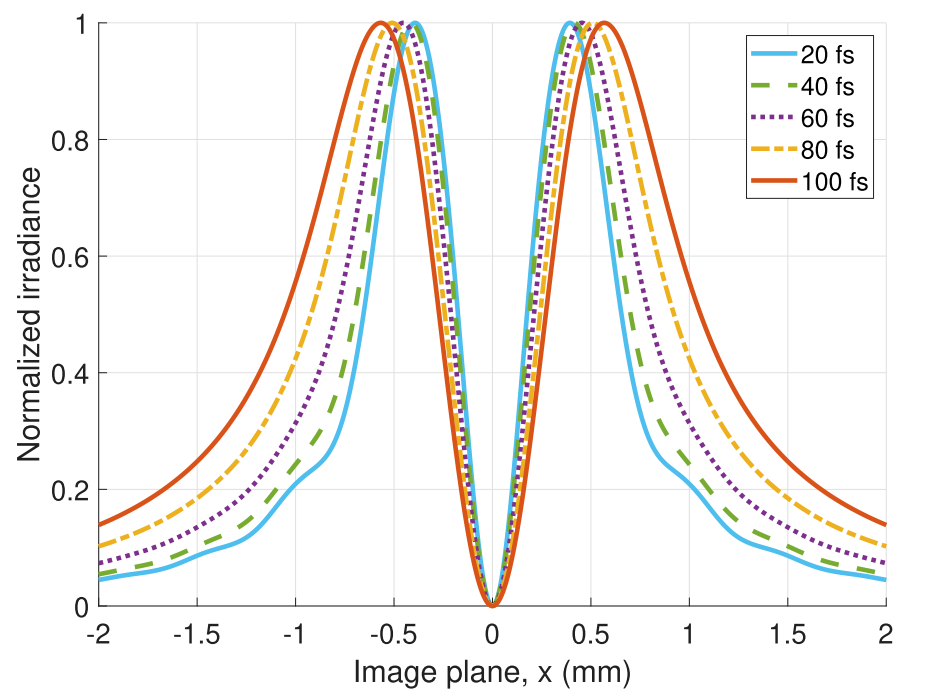 Normalized irradiance
1
0.8
0.6
0.4
0.2
0
-2
-1.5
-1
-0.5
0
0.5
1
1.5
2
Image plane, x (mm)
20 fs
40 fs
60 fs
80 fs
100 fs